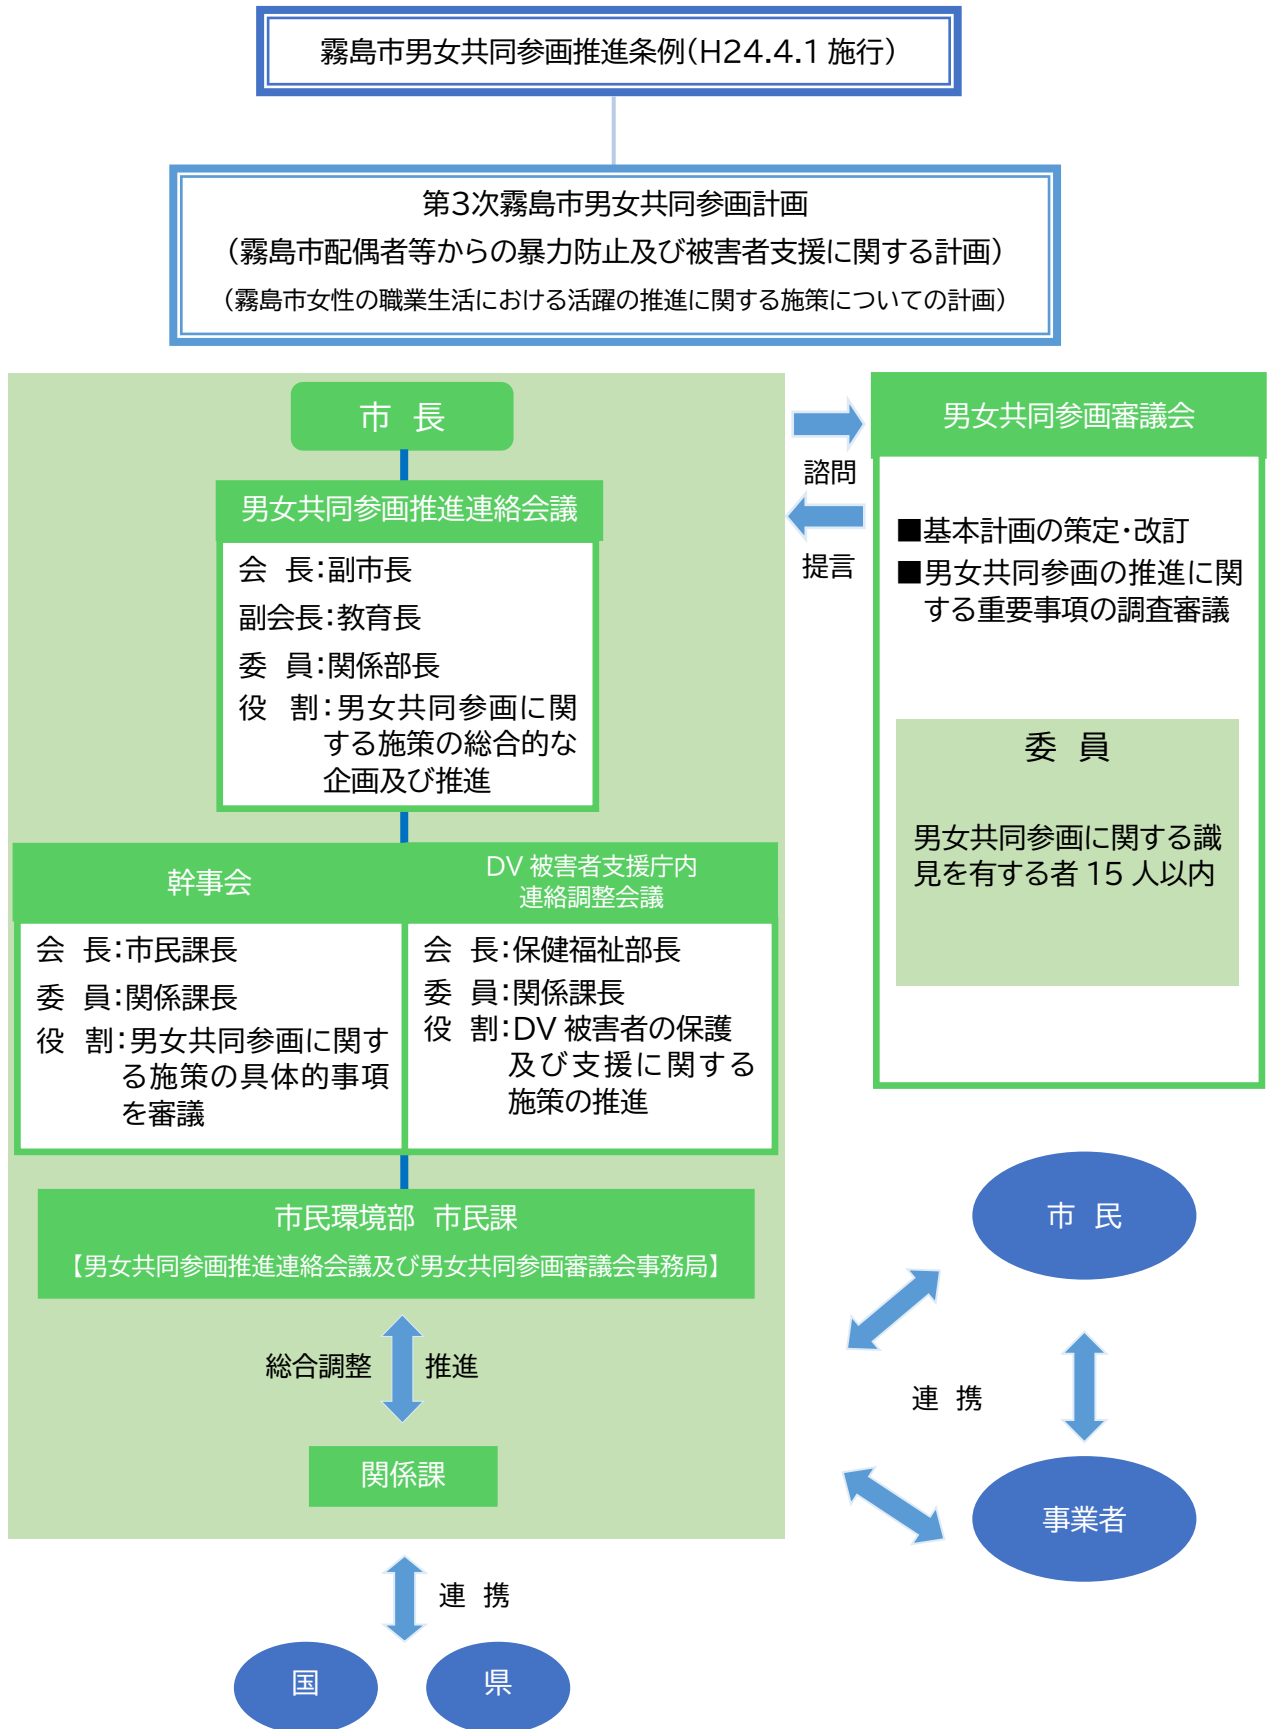 霧島市男女共同参画推進条例（H24.4.1 施行）
第3次霧島市男女共同参画計画
（霧島市配偶者等からの暴力防止及び被害者支援に関する計画）
（霧島市女性の職業生活における活躍の推進に関する施策についての計画）
市 長
男女共同参画推進連絡会議
会 長：副市長
副会長：教育長
委 員：関係部長
役 割：男女共同参画に関
する施策の総合的な
企画及び推進
諮問
提言
男女共同参画審議会
■基本計画の策定・改訂
■男女共同参画の推進に関
する重要事項の調査審議
委 員
男女共同参画に関する識
見を有する者 15 人以内
幹事会
会 長：市民課長
委 員：関係課長
役 割：男女共同参画に関す
る施策の具体的事項
を審議
DV 被害者支援庁内
連絡調整会議
会 長：保健福祉部長
委 員：関係課長
役 割：DV 被害者の保護
及び支援に関する
施策の推進
市民環境部 市民課
【男女共同参画推進連絡会議及び男女共同参画審議会事務局】
総合調整 推進
関係課
市 民
連 携
事業者
連 携
国 県